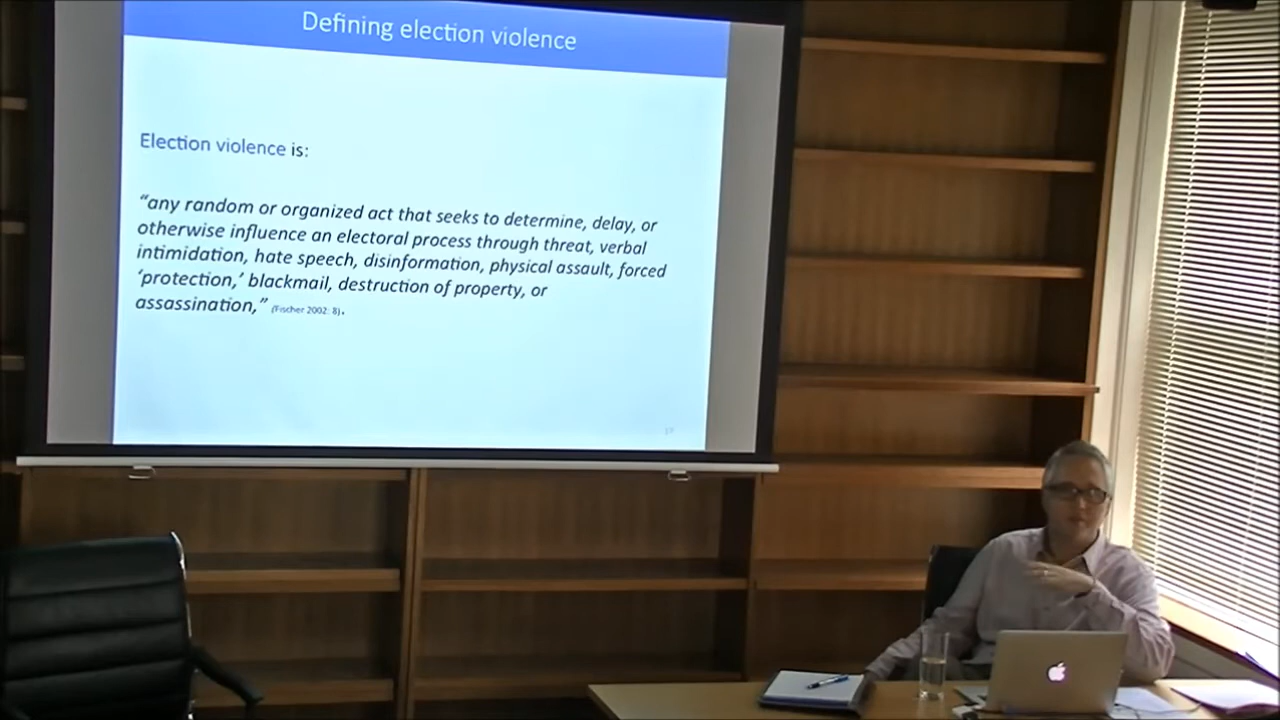 Defining election violence
Election violence is:
“any random or organized act that seeks to determine, delay, or
otherwise influence an electoral process through threat, verbal
intimidation, hate speech, disinformation, physical assault, forced
‘protection,’ blackmail, destruction of property, or
assassination,” (Fischer 2002: 8).